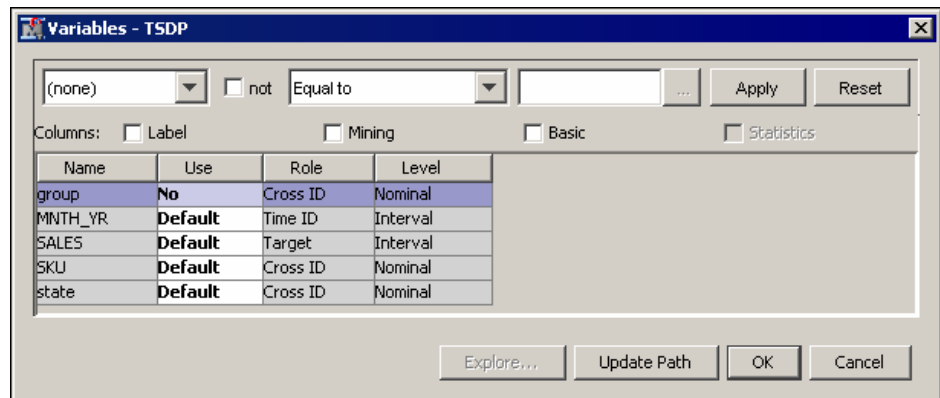 Variables - TSDP
(none) not Equal to ... Apply Reset
Columns: Label Mining Basic Statistics
Name Use Role Level
group No Cross ID Nominal
MNTH_YR Default Time ID Interval
SALES Default Target Interval
SKU Default Cross ID Nominal
state Default Cross ID Nominal
Explore... Update Path OK Cancel